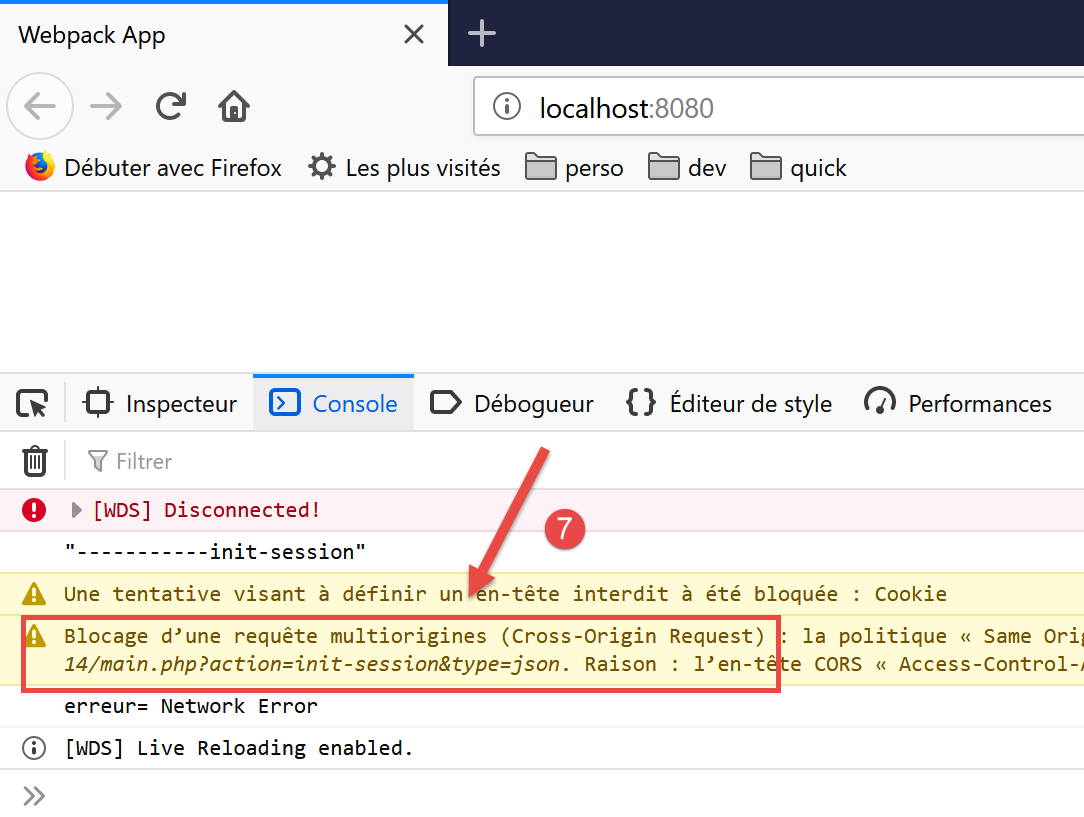 Webpack App
localhost:8080
Débuter avec Firefox Les plus visités perso dev quick
Inspecteur Console Débogueur Éditeur de style Performances
Filtrer
[WDS] Disconnected!
7
"-----------init-session"
Une tentative visant à définir un en-tête interdit à été bloquée : Cookie
Blocage d’une requête multiorigines (Cross-Origin Request) : la politique « Same
14/main.php?action=init-session&type=json. Raison : l’en-tête CORS « Access-Control-
erreur= Network Error
[WDS] Live Reloading enabled.